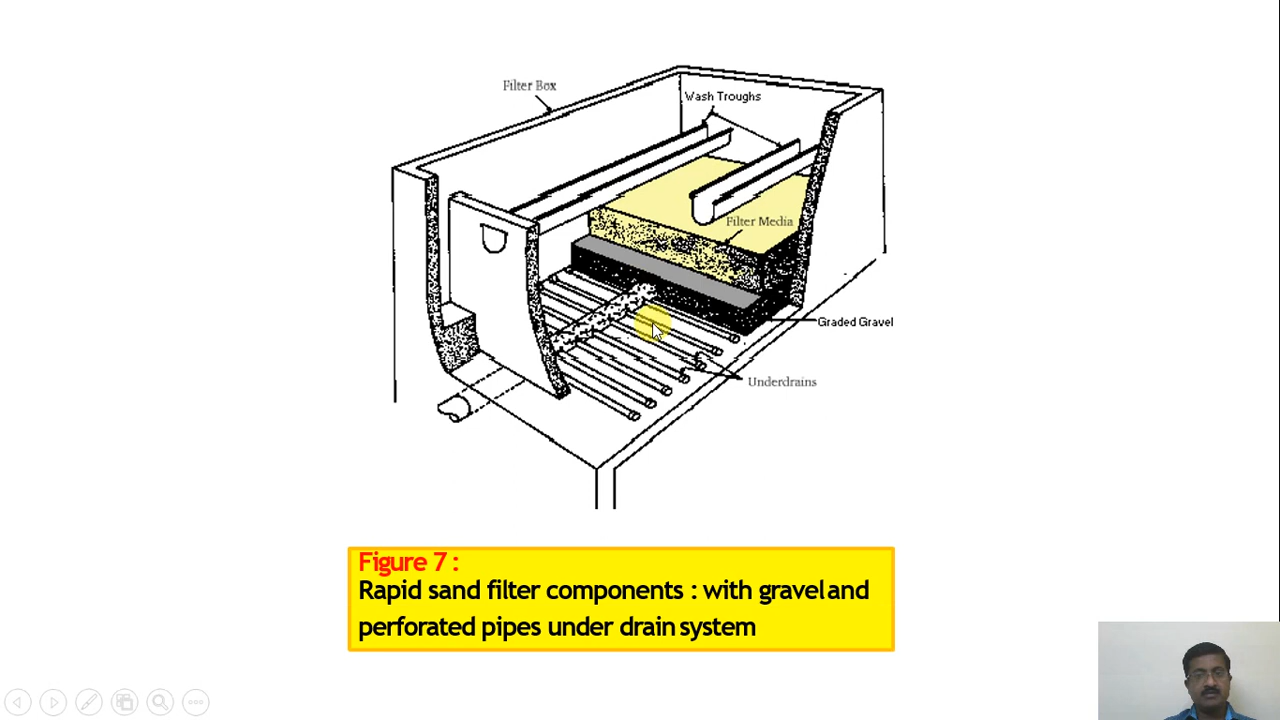 Filter Box
Wash Troughs
Filter Media
Graded Gravel
Underdrains
Figure 7 :
Rapid sand filter components : with gravel and
perforated pipes under drain system